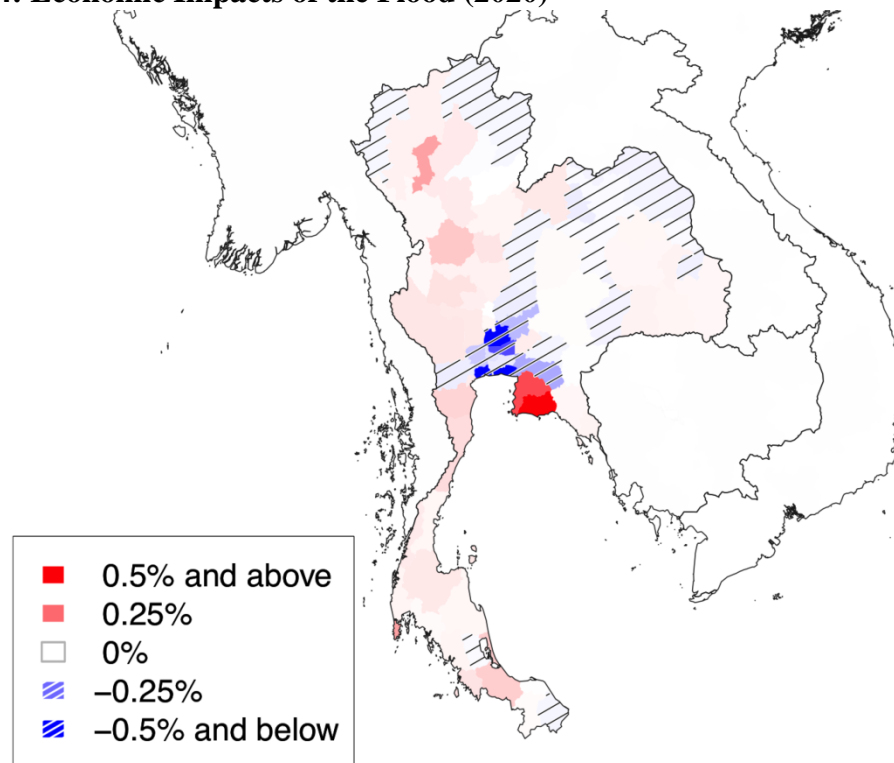 Economic Impacts of the Flood (2020)
0.5% and above
0.25%
0%
−0.25%
−0.5% and below